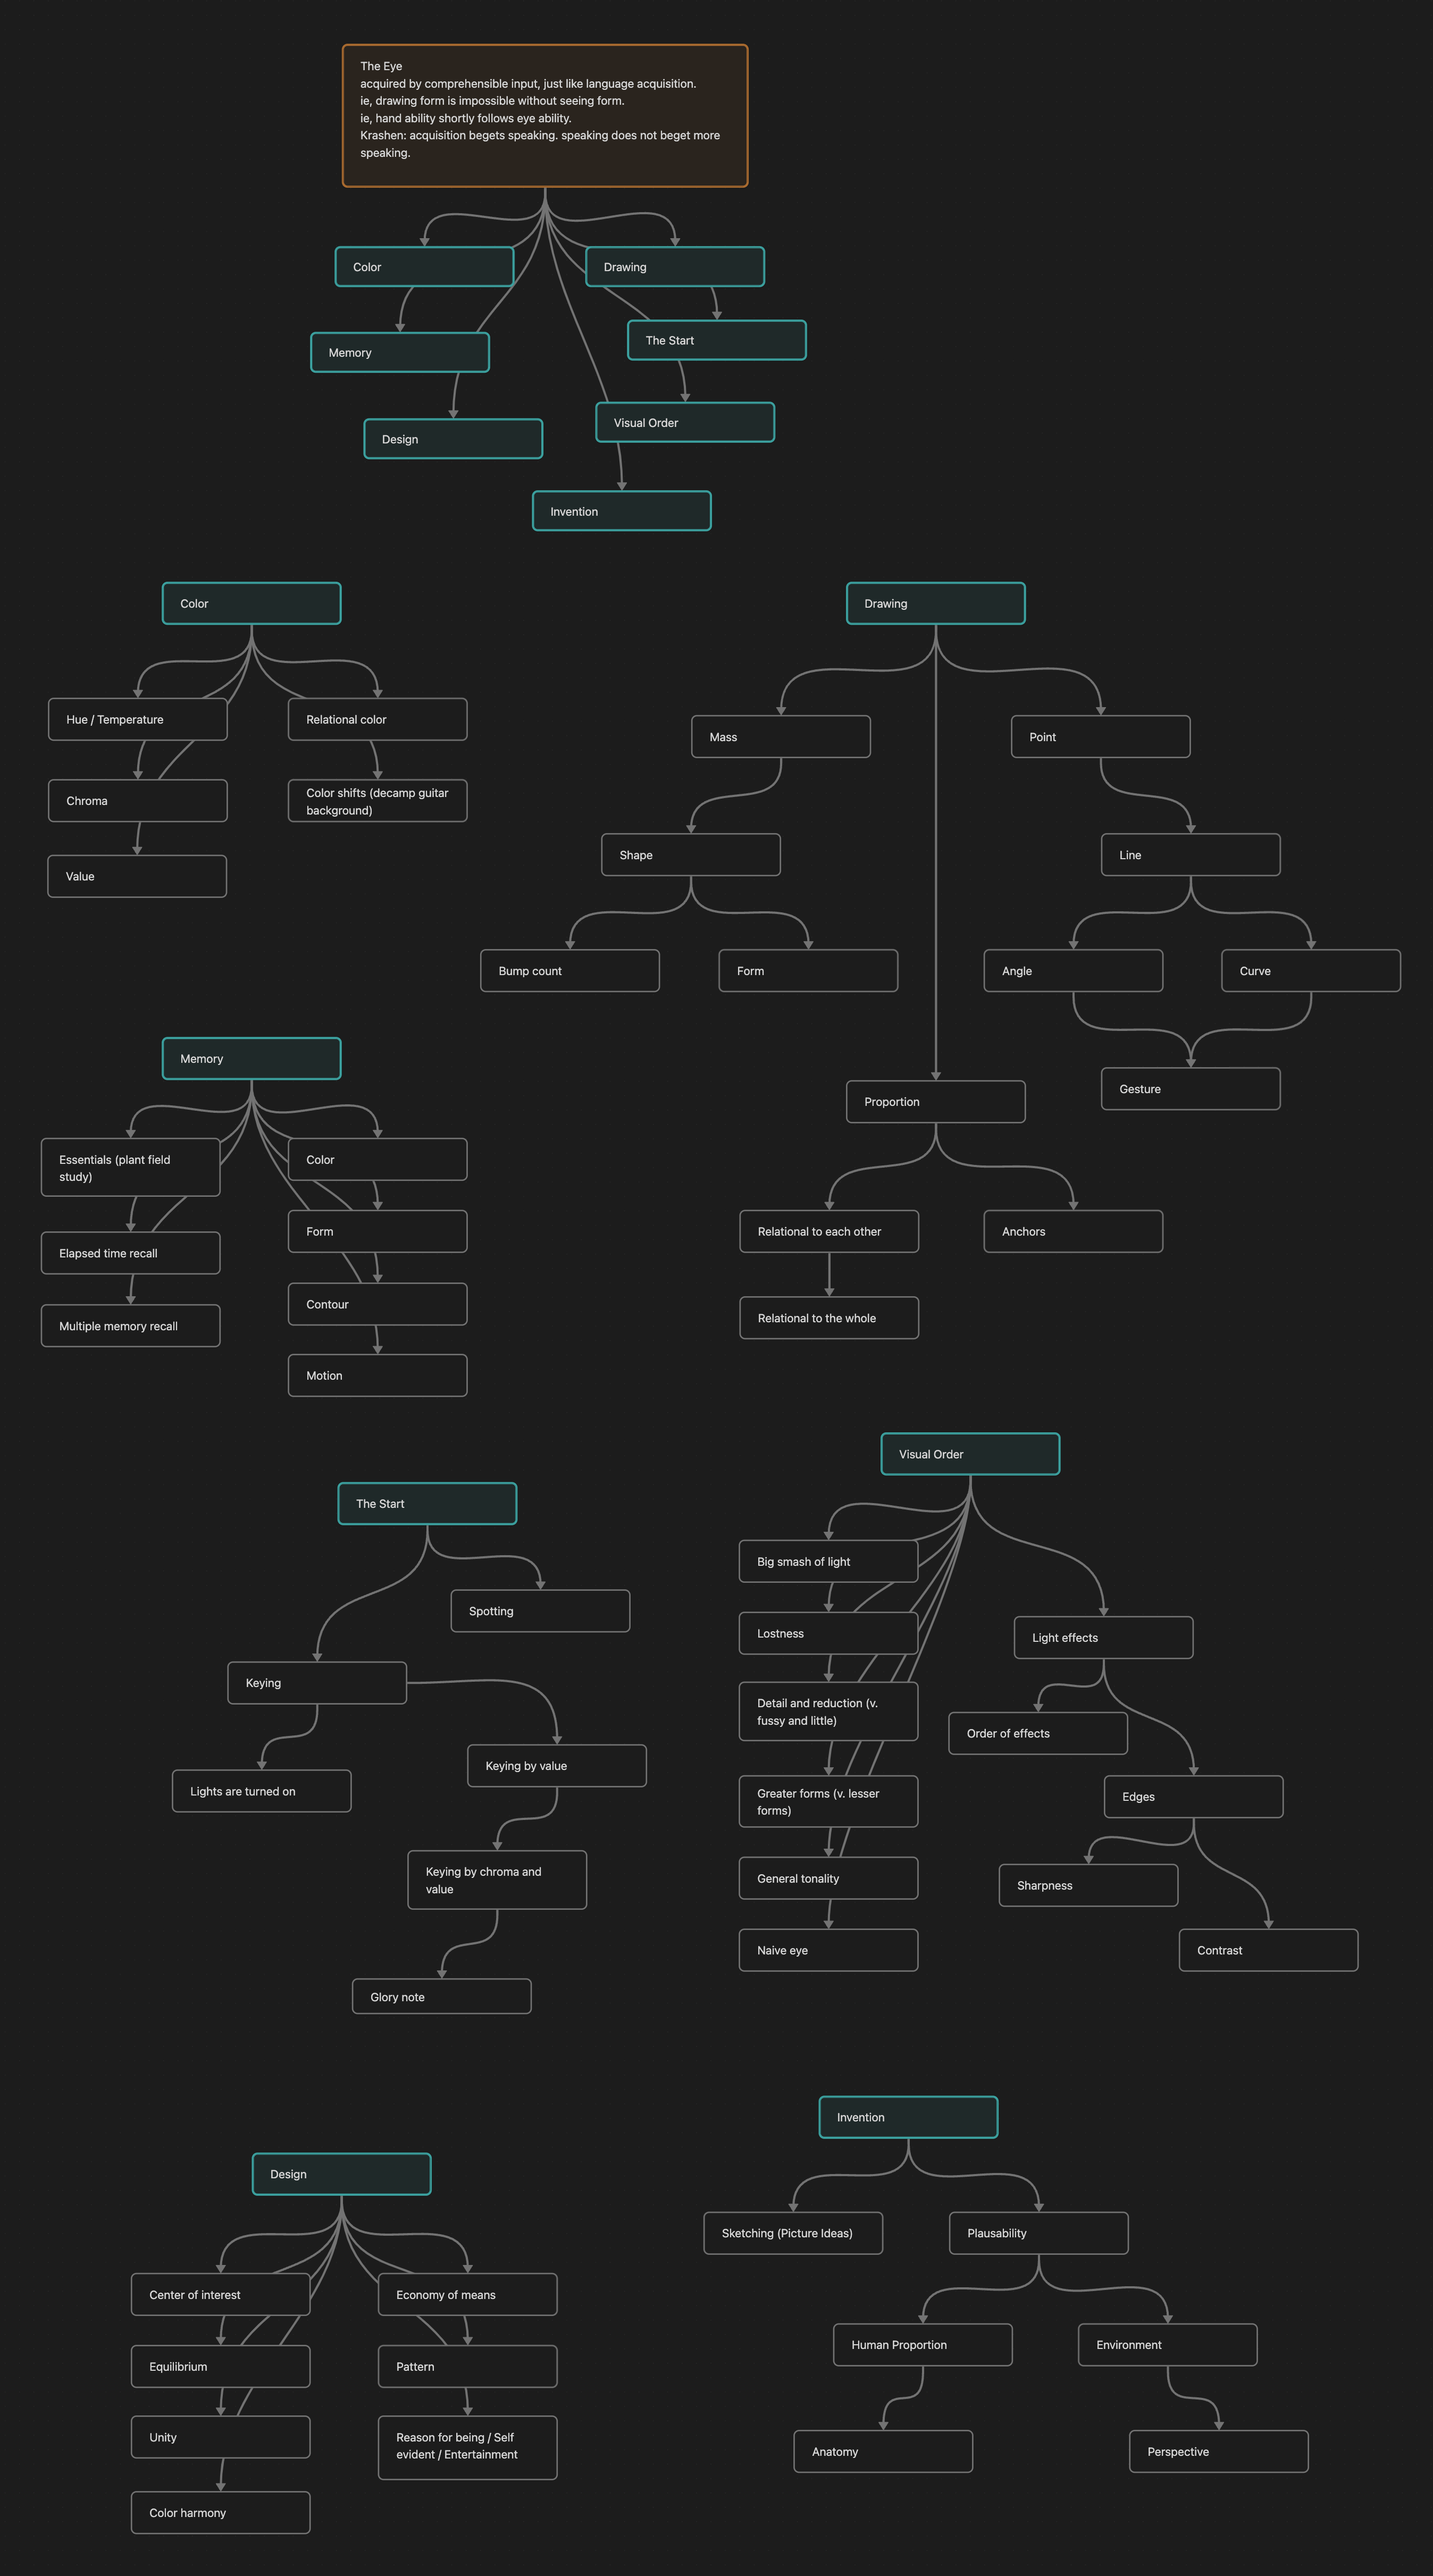 The Eye
acquired by comprehensible input, just like language acquisition.
ie, drawing form is impossible without seeing form.
ie, hand ability shortly follows eye ability.
Krashen: acquisition begets speaking. speaking does not beget more
speaking.
Color
Drawing
The Start
Memory
Visual Order
Design
Invention
Color
Hue / Temperature
Relational color
Chroma
Color shifts (decamp guitar
background)
Value
Drawing
Mass
Point
Shape
Line
Bump count
Form
Angle
Curve
Gesture
Proportion
Relational to each other
Anchors
Relational to the whole
Memory
Essentials (plant field
study)
Color
Elapsed time recall
Form
Multiple memory recall
Contour
Motion
The Start
Spotting
Keying
Lights are turned on
Keying by value
Keying by chroma and
value
Glory note
Visual Order
Big smash of light
Lostness
Detail and reduction (v.
fussy and little)
Greater forms (v. lesser
forms)
General tonality
Naive eye
Light effects
Order of effects
Edges
Sharpness
Contrast
Design
Center of interest
Economy of means
Equilibrium
Pattern
Unity
Reason for being / Self
evident / Entertainment
Color harmony
Invention
Sketching (Picture Ideas)
Plausability
Human Proportion
Environment
Anatomy
Perspective